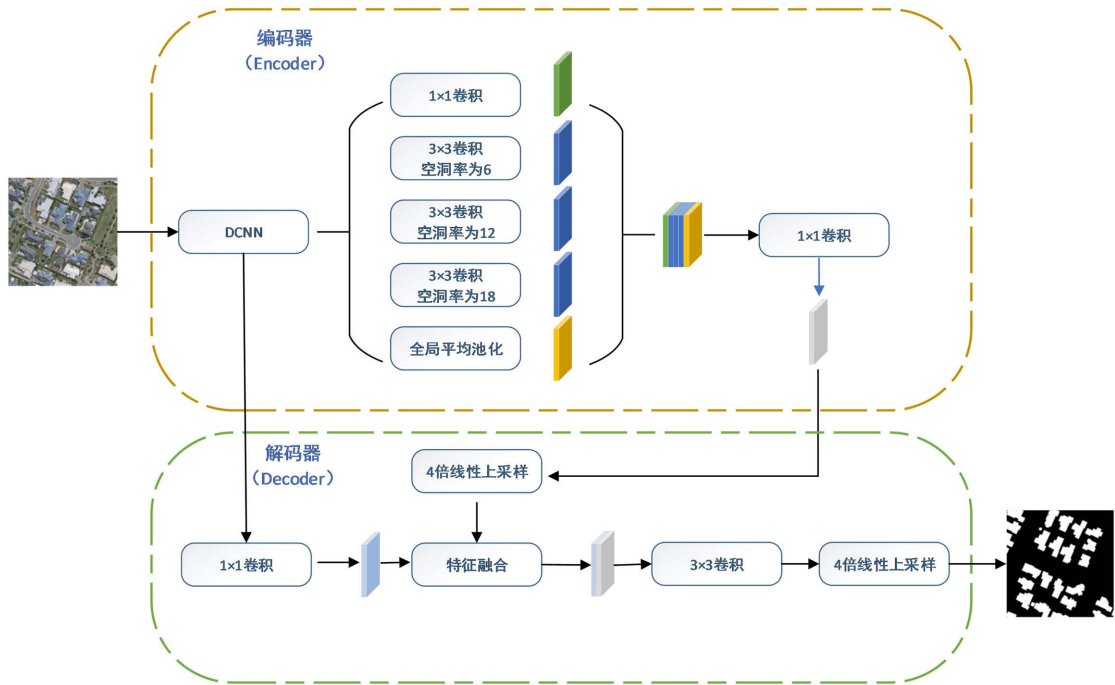 编码器
（Encoder）
1×1卷积
3×3卷积
空洞率为6
DCNN
3×3卷积
空洞率为12
1×1卷积
3×3卷积
空洞率为18
全局平均池化
解码器
（Decoder）
4倍线性上采样
1×1卷积
特征融合
3×3卷积
4倍线性上采样